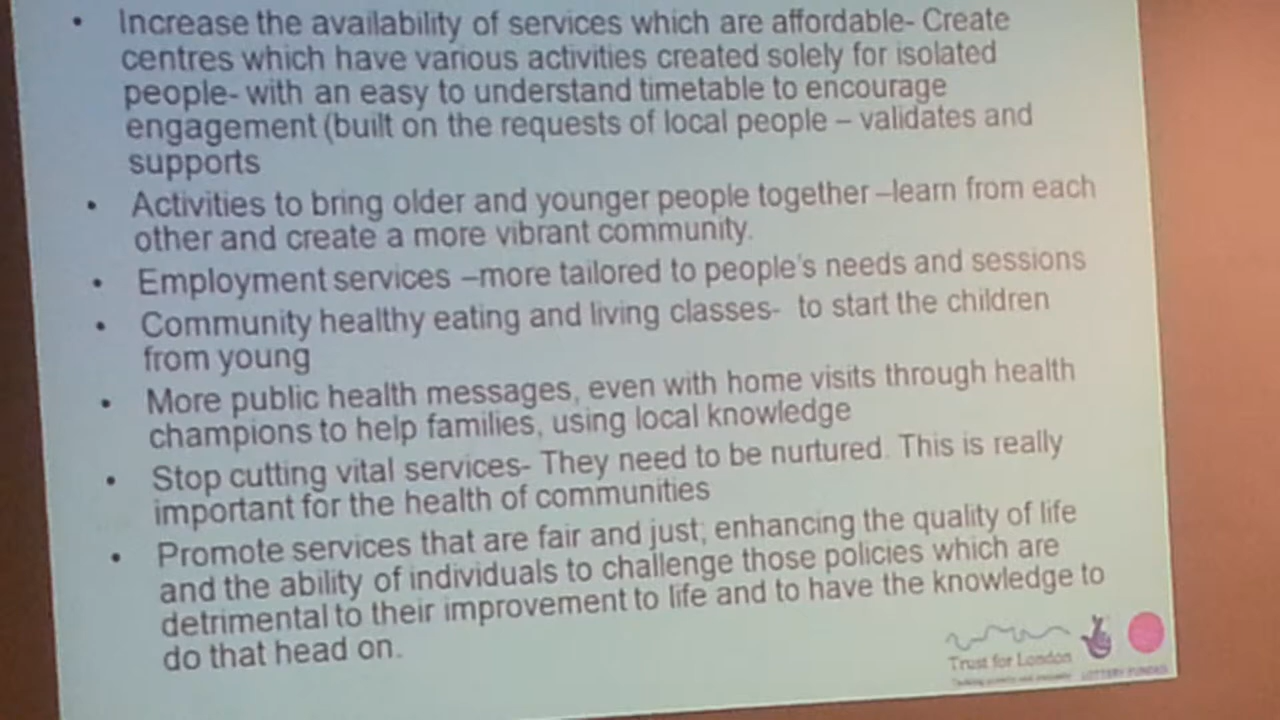 • Increase the availability of services which are affordable- Create
centres which have various activities created solely for isolated
people- with an easy to understand timetable to encourage
engagement (built on the requests of local people – validates and
supports
• Activities to bring older and younger people together –learn from each
other and create a more vibrant community.
• Employment services –more tailored to people's needs and sessions
• Community healthy eating and living classes- to start the children
from young
• More public health messages, even with home visits through health
champions to help families, using local knowledge
• Stop cutting vital services- They need to be nurtured. This is really
important for the health of communities
• Promote services that are fair and just; enhancing the quality of life
and the ability of individuals to challenge those policies which are
detrimental to their improvement to life and to have the knowledge to
do that head on.
Trust for London
LOTTERY FUNDED